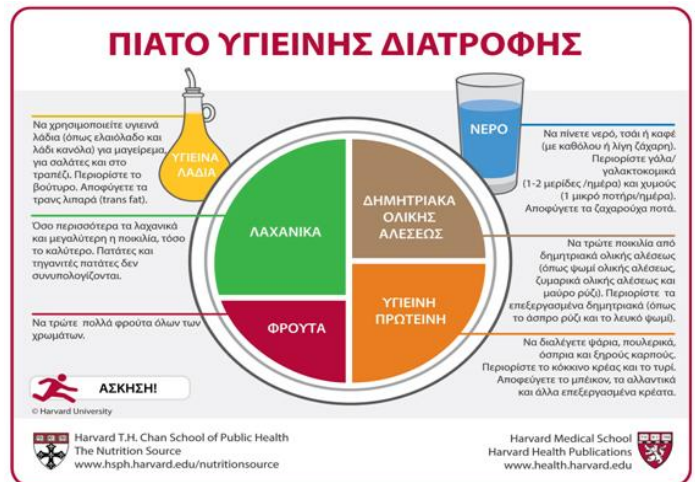 ΠΙΑΤΟ ΥΓΙΕΙΝΗΣ ΔΙΑΤΡΟΦΗΣ
Να χρησιμοποιείτε υγιεινά
λάδια (όπως ελαιόλαδο και
λάδι κανόλα) για μαγείρεμα,
για σαλάτες και στο
τραπέζι. Περιορίστε το
βούτυρο. Αποφύγετε τα
τρανς λιπαρά (trans fat).
ΥΓΙΕΙΝΑ
ΛΑΔΙΑ
Όσο περισσότερα τα λαχανικά
και μεγαλύτερη η ποικιλία, τόσο
το καλύτερο. Πατάτες και
τηγανιτές πατάτες δεν
συνυπολογίζονται.
Να τρώτε πολλά φρούτα όλων των
χρωμάτων.
ΛΑΧΑΝΙΚΑ
ΦΡΟΥΤΑ
ΔΗΜΗΤΡΙΑΚΑ
ΟΛΙΚΗΣ
ΑΛΕΣΕΩΣ
ΥΓΙΕΙΝΗ
ΠΡΩΤΕΙΝΗ
ΝΕΡΟ
Να πίνετε νερό, τσάι ή καφέ
(με καθόλου ή λίγη ζάχαρη).
Περιορίστε γάλα/
γαλακτοκομικά
(1-2 μερίδες /ημέρα) και χυμούς
(1 μικρό ποτήρι/ημέρα).
Αποφύγετε τα ζαχαρούχα ποτά.
Να τρώτε ποικιλία από
δημητριακά ολικής αλέσεως
(όπως ψωμί ολικής αλέσεως,
ζυμαρικά ολικής αλέσεως και
μαύρο ρύζι). Περιορίστε τα
επεξεργασμένα δημητριακά (όπως
το άσπρο ρύζι και το λευκό ψωμί).
Να διαλέγετε ψάρια, πουλερικά,
όσπρια και ξηρούς καρπούς.
Περιορίστε το κόκκινο κρέας και το τυρί.
Αποφεύγετε το μπέικον, τα αλλαντικά
και άλλα επεξεργασμένα κρέατα.
ΑΣΚΗΣΗ!
© Harvard University
Harvard T.H. Chan School of Public Health
The Nutrition Source
www.hsph.harvard.edu/nutritionsource
Harvard Medical School
Harvard Health Publications
www.health.harvard.edu